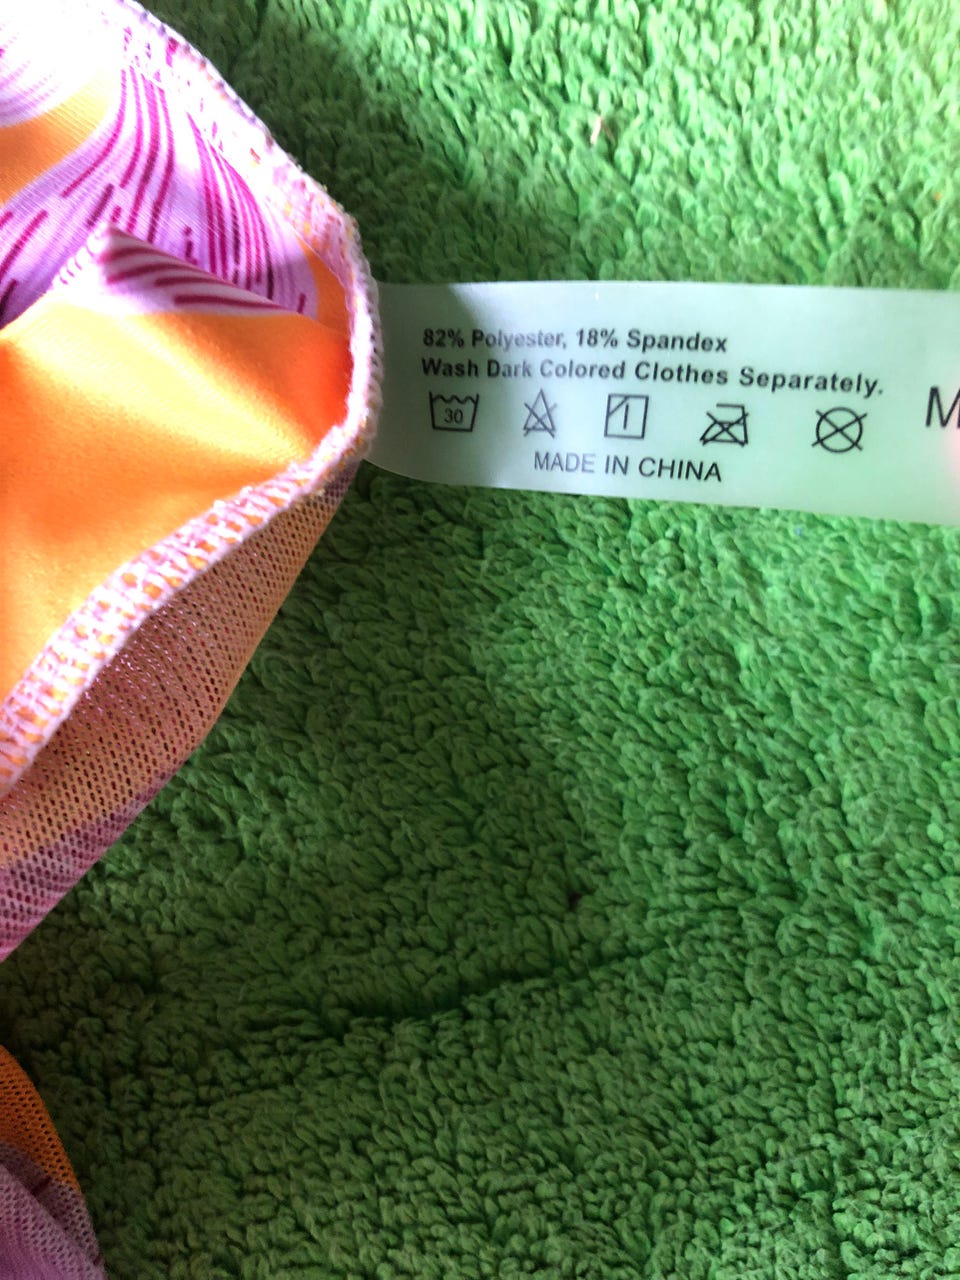 82% Polyester, 18% Spandex
Wash Dark Colored Clothes Separately.
30
MADE IN CHINA
M